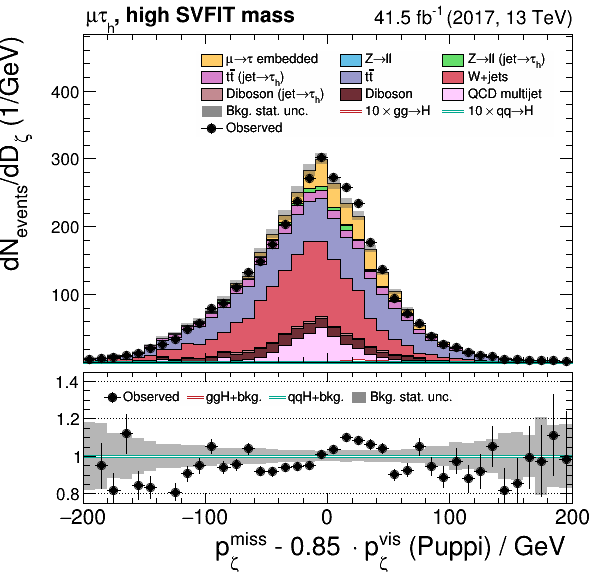 μτh, high SVFIT mass
41.5 fb⁻¹ (2017, 13 TeV)
dNevents/dDζ (1/GeV)
400
300
200
100
μ→τ embedded
Z→ll
Z→ll (jet→τh)
tt̄ (jet→τh)
tt̄
W+jets
Diboson (jet→τh)
Diboson
QCD multijet
Bkg. stat. unc.
10 × gg→H
10 × qq→H
Observed
1.4
1.2
1
0.8
Observed
ggH+bkg.
qqH+bkg.
Bkg. stat. unc.
−200
−100
0
100
200
pζmiss - 0.85 · pζvis (Puppi) / GeV